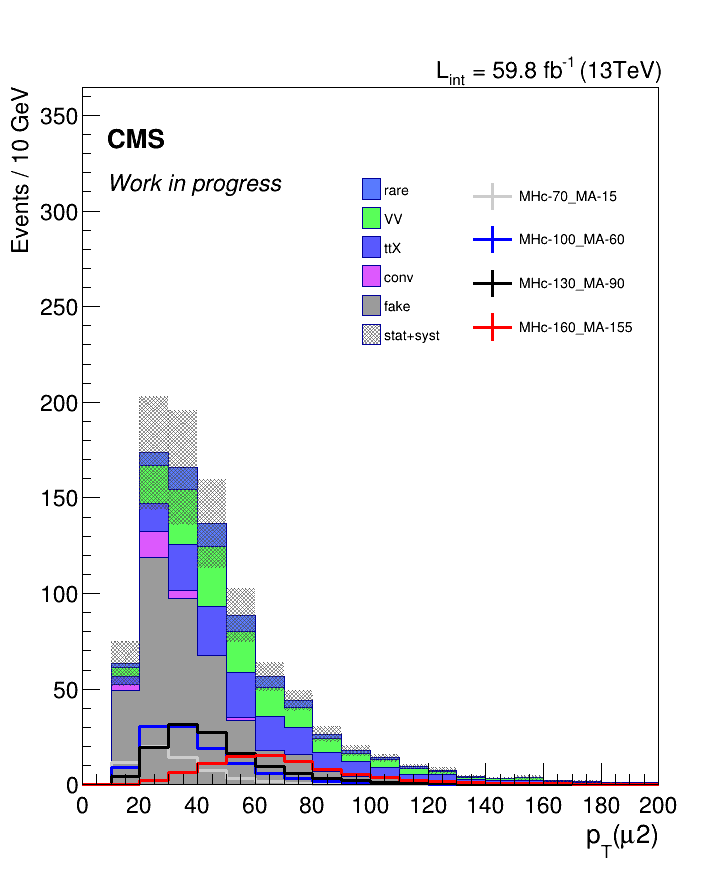 L_int = 59.8 fb^-1 (13TeV)
Events / 10 GeV
CMS
Work in progress
rare
VV
ttX
conv
fake
stat+syst
MHc-70_MA-15
MHc-100_MA-60
MHc-130_MA-90
MHc-160_MA-155
350
300
250
200
150
100
50
0
0 20 40 60 80 100 120 140 160 180 200
p_T(μ2)